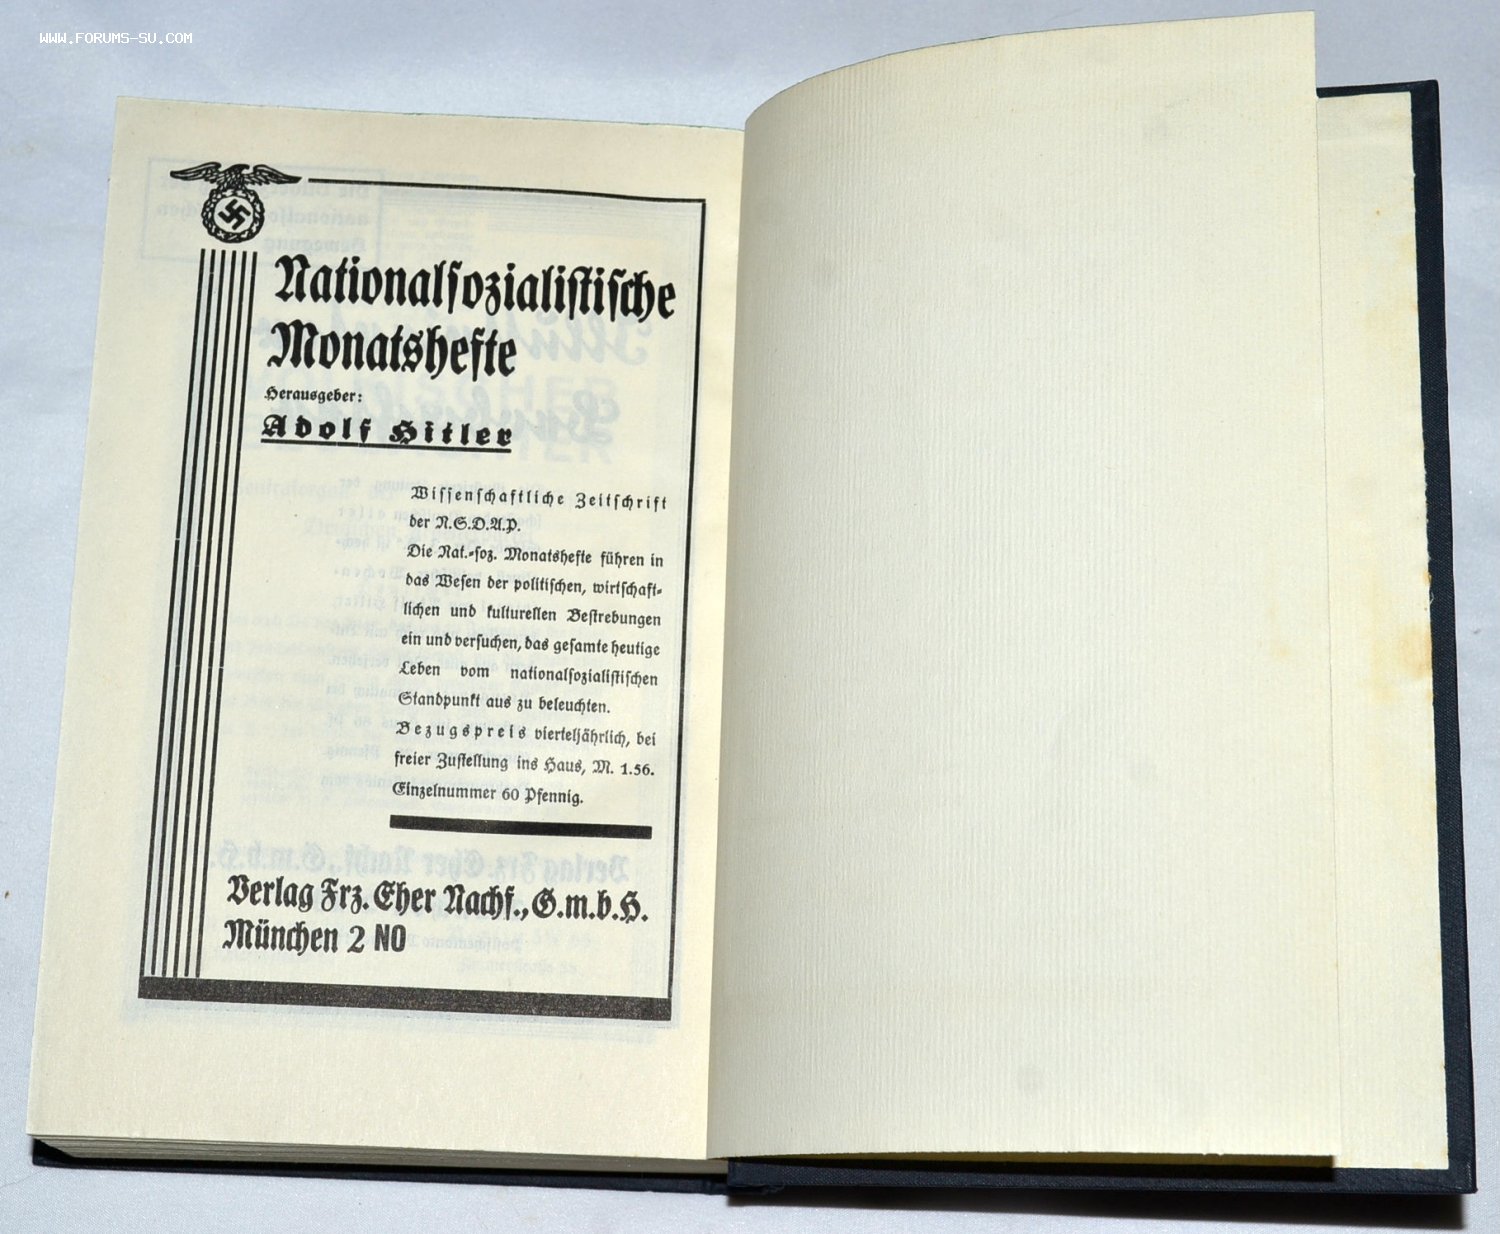 WWW.FORUMS-SU.COM
Nationalsozialistische
Monatshefte
Herausgeber:
Adolf Hitler
Wissenschaftliche Zeitschrift
der N.S.D.A.P.
Die Nat.-soz. Monatshefte führen in
das Wesen der politischen, wirtschaft-
lichen und kulturellen Bestrebungen
ein und versuchen, das gesamte heutige
Leben vom nationalsozialistischen
Standpunkt aus zu beleuchten.
Bezugspreis vierteljährlich, bei
freier Zustellung ins Haus, M. 1.56.
Einzelnummer 60 Pfennig.
Verlag Frz. Eher Nachf., G.m.b.H.
München 2 NO